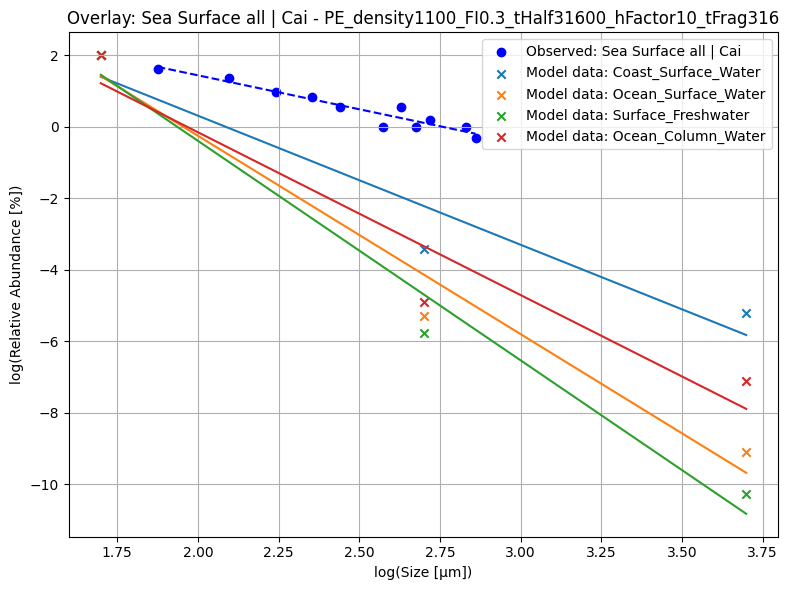 Overlay: Sea Surface all | Cai - PE_density1100_FI0.3_tHalf31600_hFactor10_tFrag316
Observed: Sea Surface all | Cai
Model data: Coast_Surface_Water
Model data: Ocean_Surface_Water
Model data: Surface_Freshwater
Model data: Ocean_Column_Water
log(Relative Abundance [%])
2
0
−2
−4
−6
−8
−10
1.75
2.00
2.25
2.50
2.75
3.00
3.25
3.50
3.75
log(Size [µm])